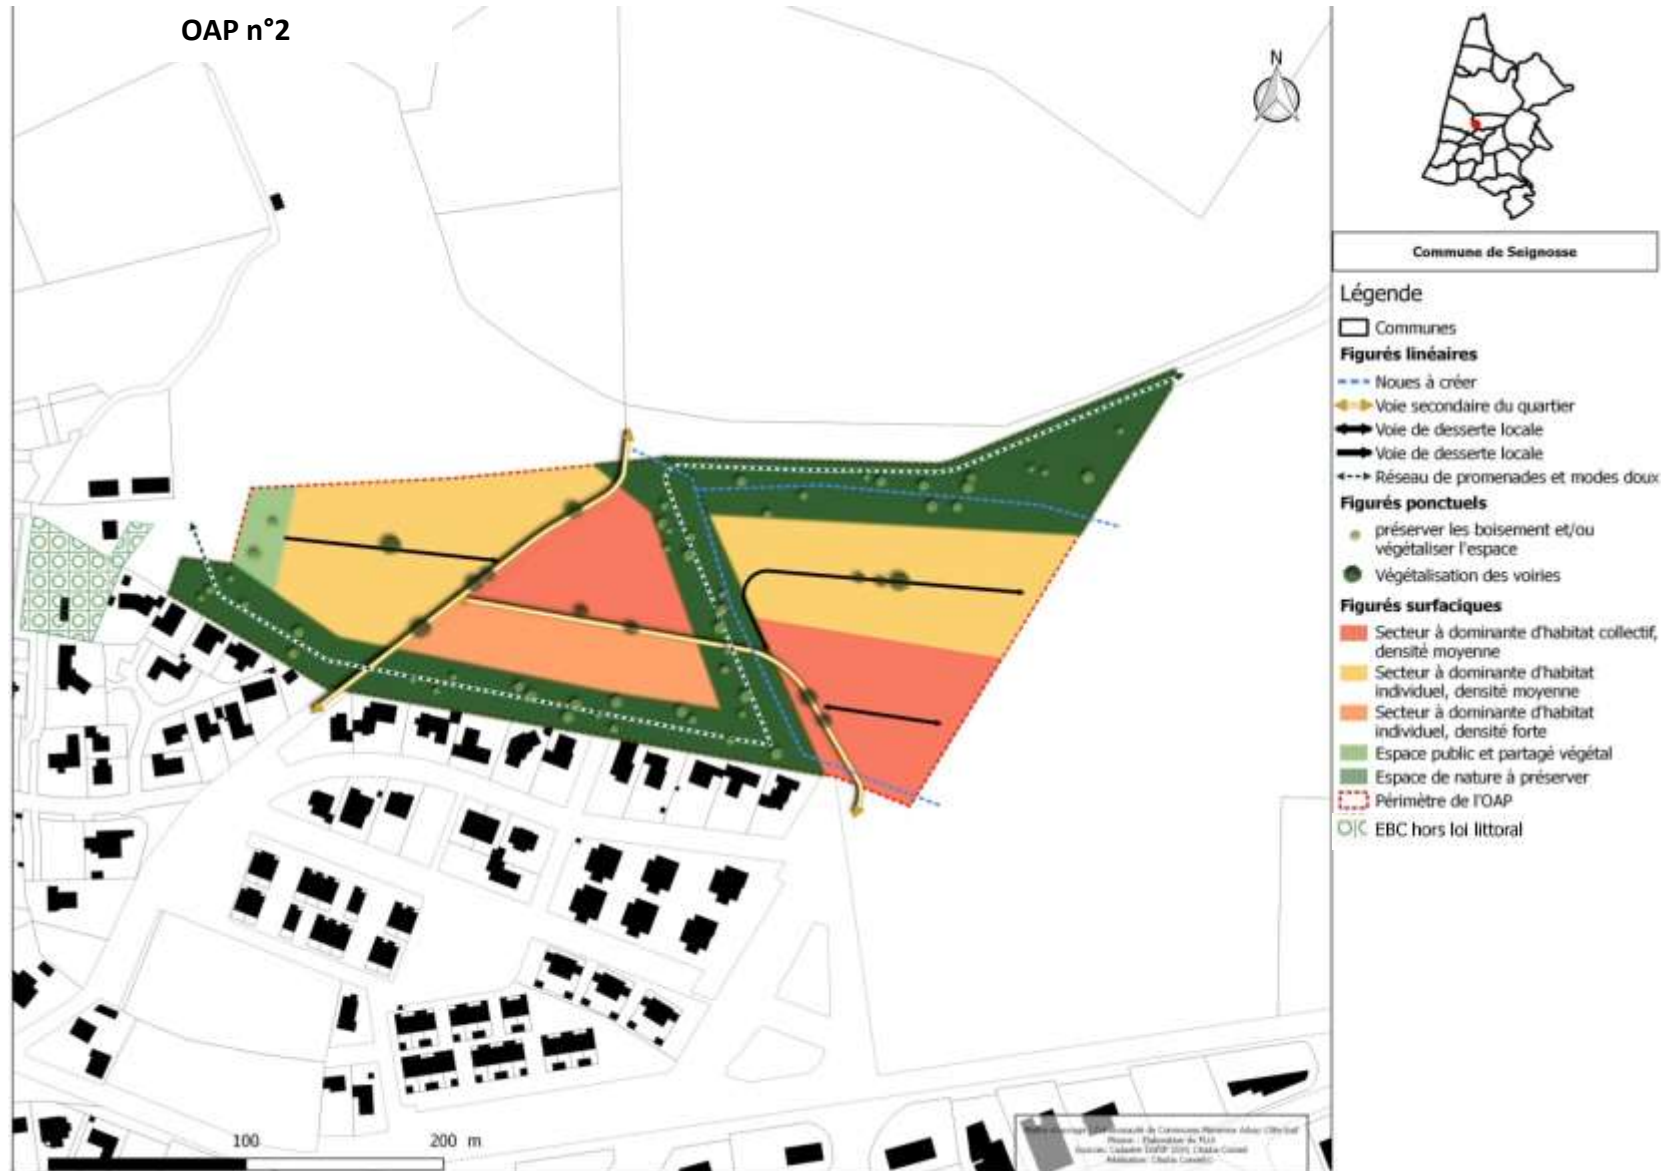 OAP n°2
N
Commune de Seignosse
Légende
Communes
Figurés linéaires
Noues à créer
Voie secondaire du quartier
Voie de desserte locale
Voie de desserte locale
Réseau de promenades et modes doux
Figurés ponctuels
préserver les boisement et/ou
végétaliser l'espace
Végétalisation des voiries
Figurés surfaciques
Secteur à dominante d'habitat collectif,
densité moyenne
Secteur à dominante d'habitat
individuel, densité moyenne
Secteur à dominante d'habitat
individuel, densité forte
Espace public et partagé végétal
Espace de nature à préserver
Périmètre de l'OAP
EBC hors loi littoral
100 200 m